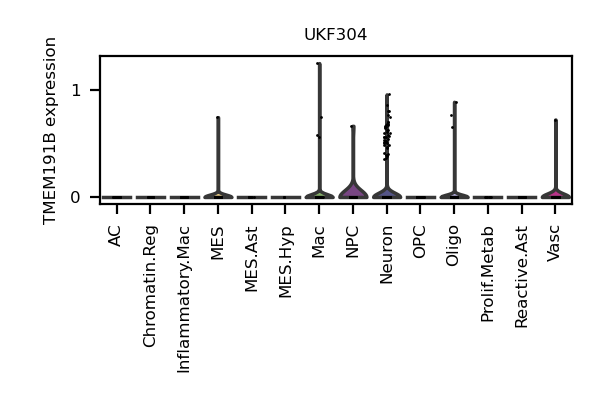 UKF304
TMEM191B expression
1
0
AC
Chromatin.Reg
Inflammatory.Mac
MES
MES.Ast
MES.Hyp
Mac
NPC
Neuron
OPC
Oligo
Prolif.Metab
Reactive.Ast
Vasc